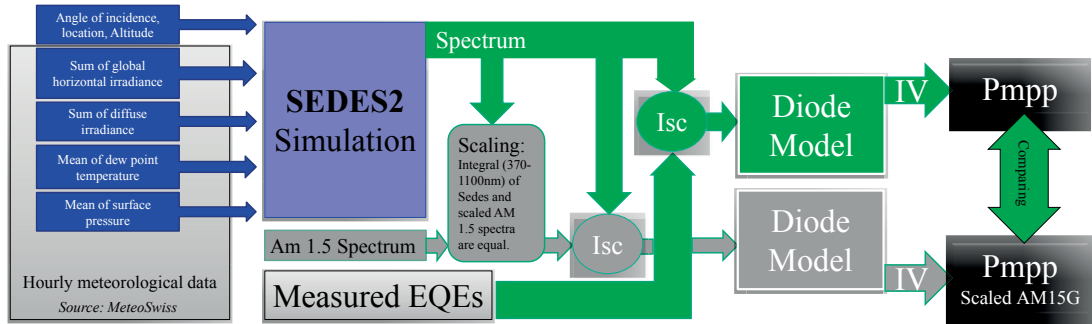 Angle of incidence,
location, Altitude
Sum of global
horizontal irradiance
Sum of diffuse
irradiance
Mean of dew point
temperature
Mean of surface
pressure
Hourly meteorological data
Source: MeteoSwiss
SEDES2
Simulation
Am 1.5 Spectrum
Measured EQEs
Spectrum
Scaling:
Integral (370-
1100nm) of
Sedes and
scaled AM
1.5 spectra
are equal.
Isc
Isc
Diode
Model
Diode
Model
IV
IV
Pmpp
Comparing
Pmpp
Scaled AM15G